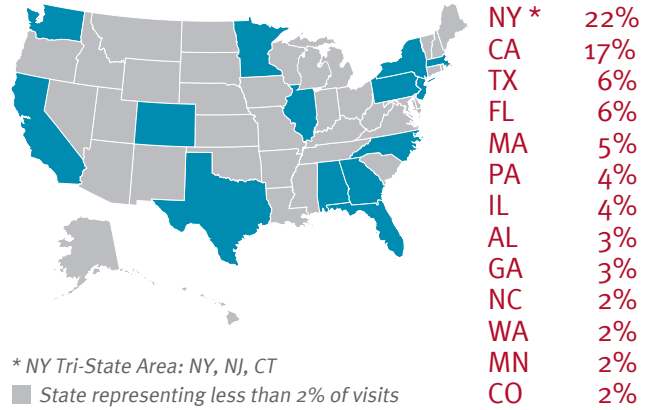 NY * 22%
CA 17%
TX 6%
FL 6%
MA 5%
PA 4%
IL 4%
AL 3%
GA 3%
NC 2%
WA 2%
MN 2%
CO 2%
* NY Tri-State Area: NY, NJ, CT
State representing less than 2% of visits